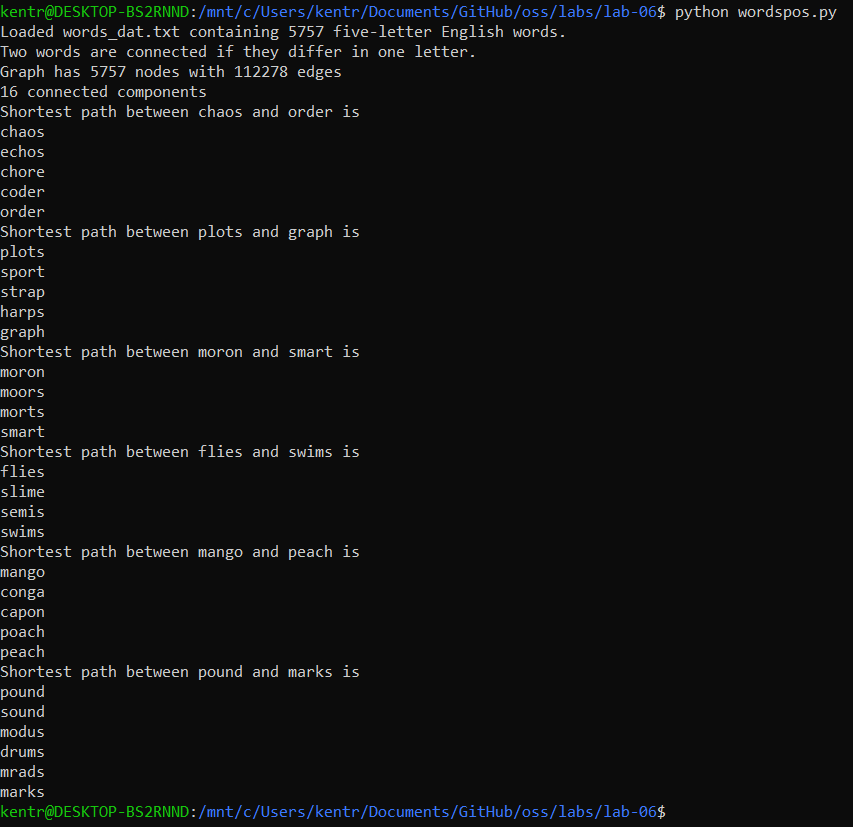 kentr@DESKTOP-BS2RNND:/mnt/c/Users/kentr/Documents/GitHub/oss/labs/lab-06$ python wordspos.py
Loaded words_dat.txt containing 5757 five-letter English words.
Two words are connected if they differ in one letter.
Graph has 5757 nodes with 112278 edges
16 connected components
Shortest path between chaos and order is
chaos
echos
chore
coder
order
Shortest path between plots and graph is
plots
sport
strap
harps
graph
Shortest path between moron and smart is
moron
moors
morts
smart
Shortest path between flies and swims is
flies
slime
semis
swims
Shortest path between mango and peach is
mango
conga
capon
poach
peach
Shortest path between pound and marks is
pound
sound
modus
drums
mrads
marks
kentr@DESKTOP-BS2RNND:/mnt/c/Users/kentr/Documents/GitHub/oss/labs/lab-06$